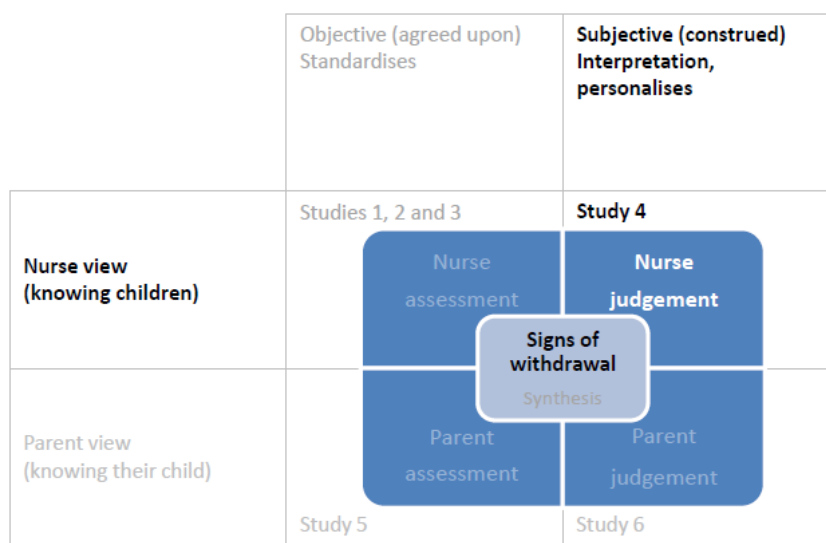 Objective (agreed upon)
Standardises
Subjective (construed)
Interpretation,
personalises
Nurse view
(knowing children)
Studies 1, 2 and 3
Study 4
Nurse
assessment
Nurse
judgement
Signs of
withdrawal
Synthesis
Parent view
(knowing their child)
Parent
assessment
Parent
judgement
Study 5
Study 6